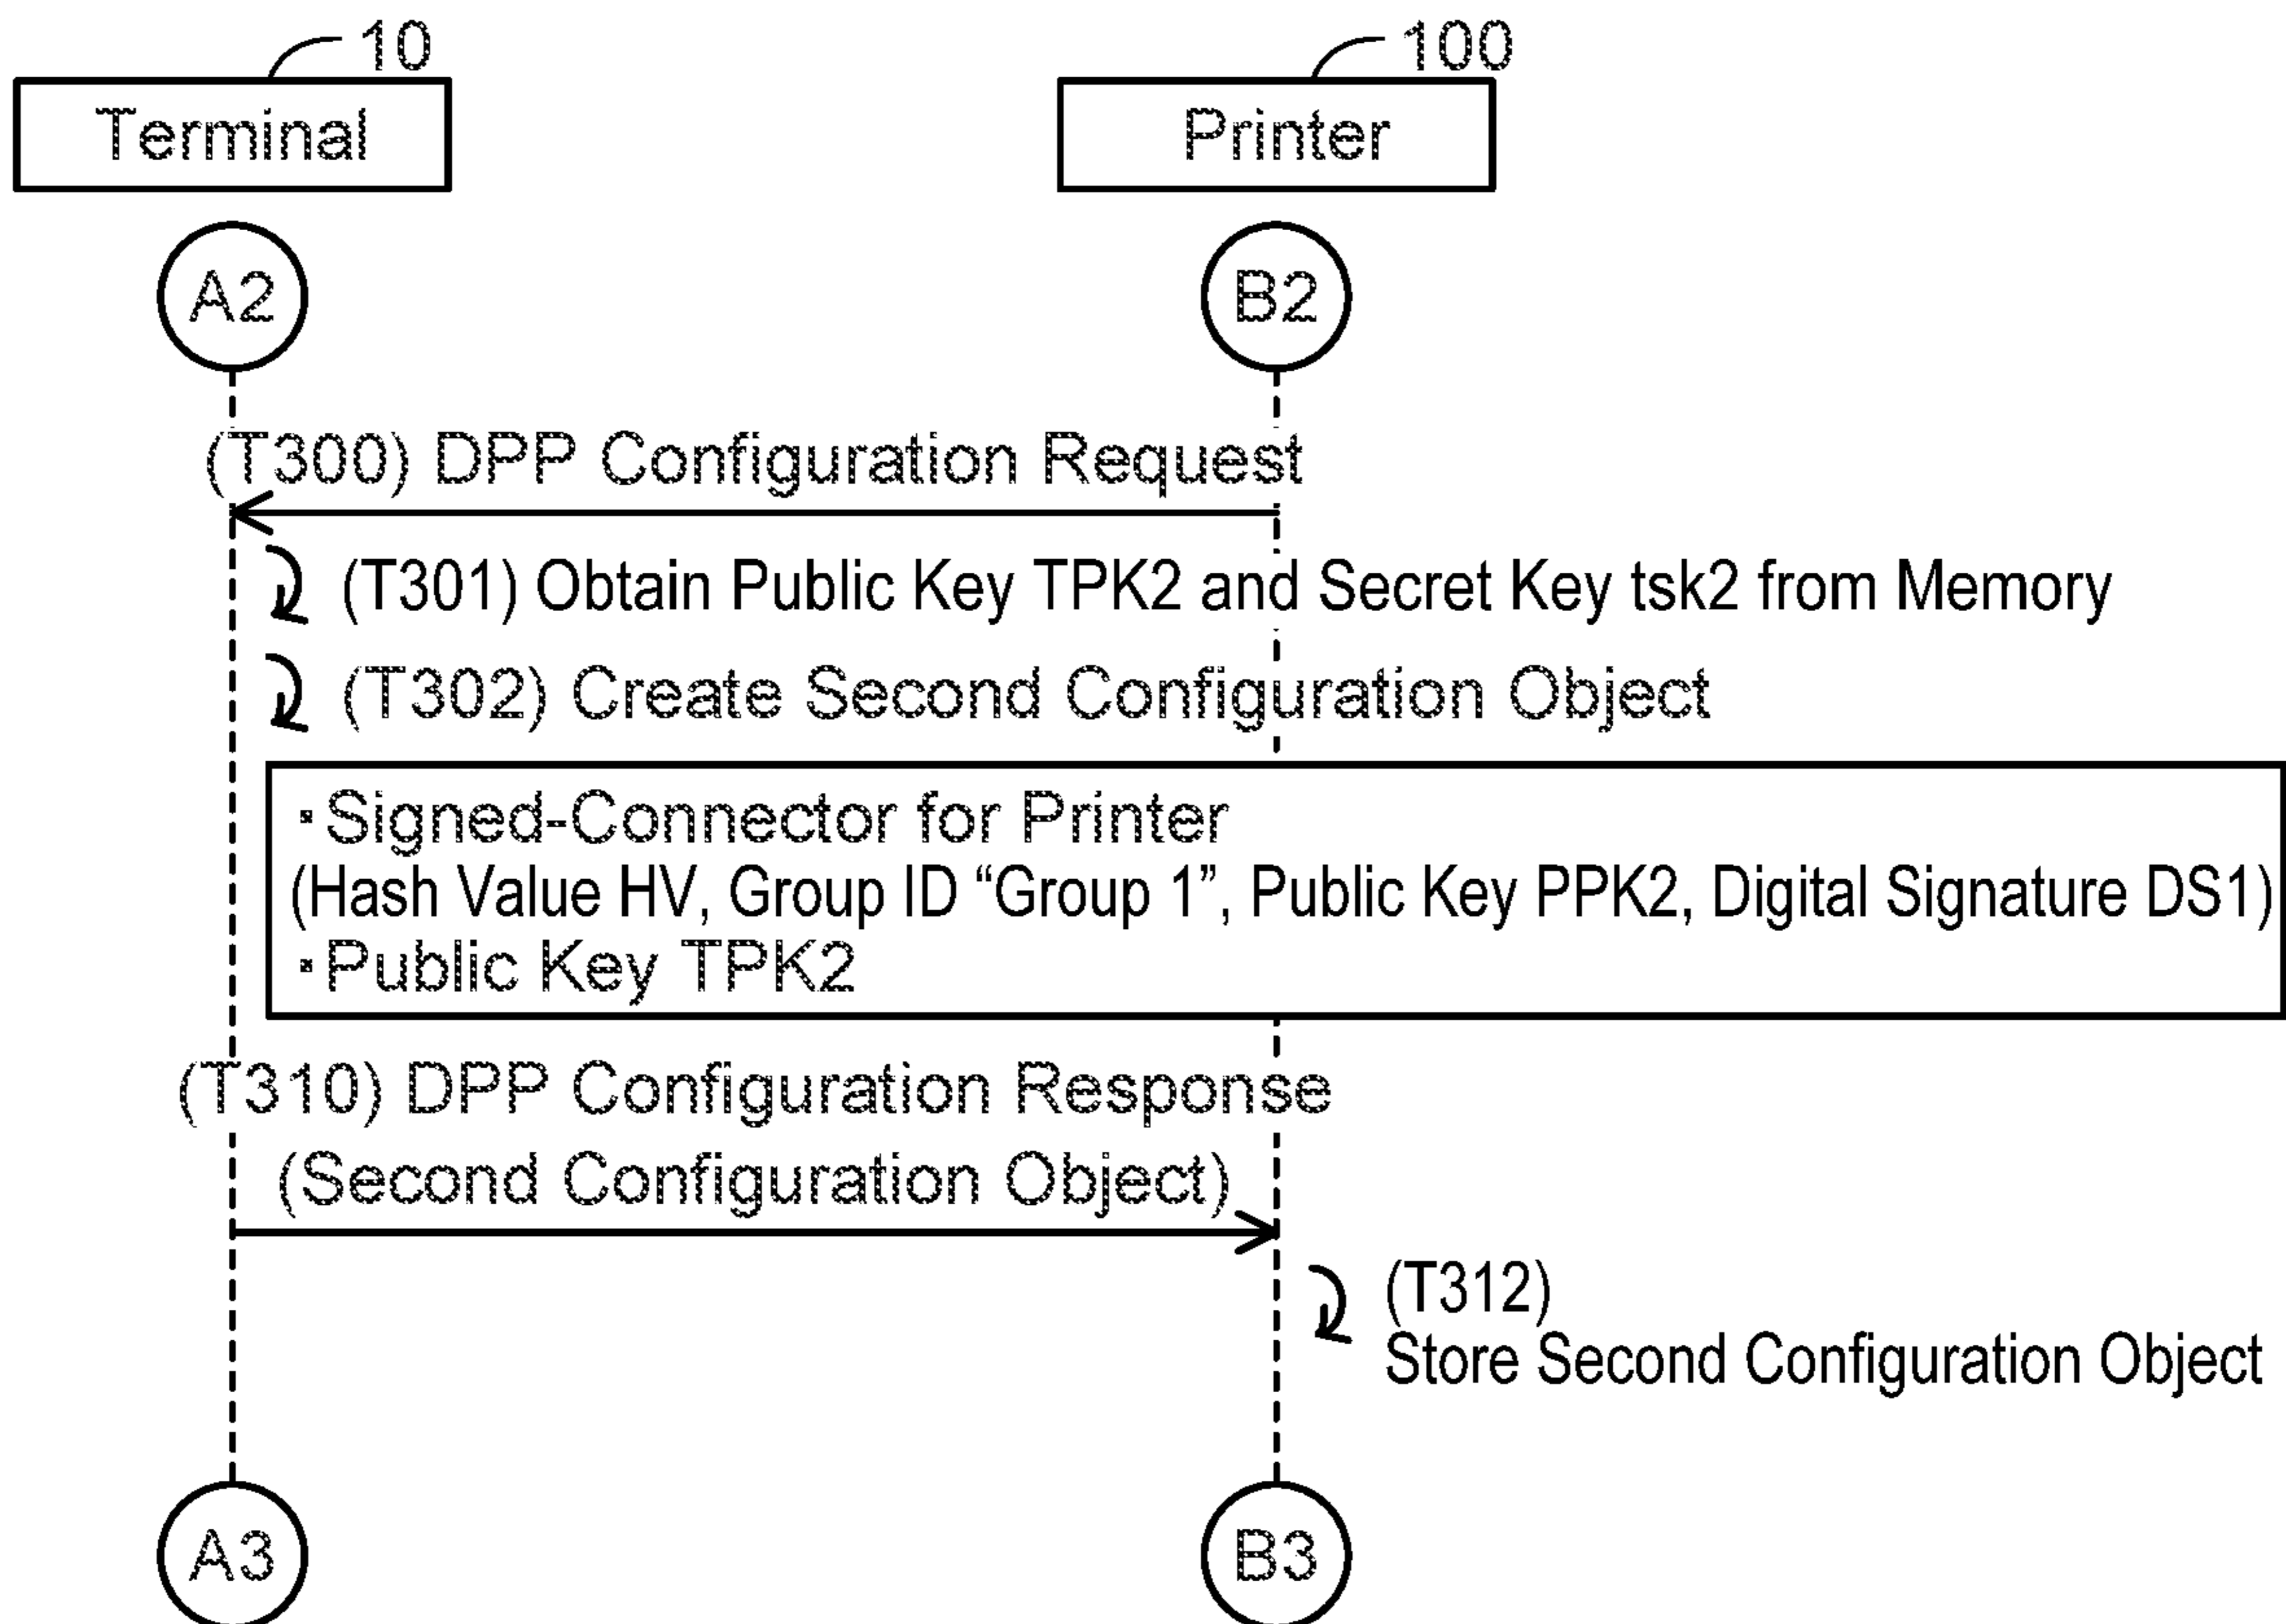 10
100
Terminal
Printer
A2
B2
(T300) DPP Configuration Request
(T301) Obtain Public Key TPK2 and Secret Key tsk2 from Memory
(T302) Create Second Configuration Object
・Signed-Connector for Printer
(Hash Value HV, Group ID “Group 1”, Public Key PPK2, Digital Signature DS1)
・Public Key TPK2
(T310) DPP Configuration Response
(Second Configuration Object)
(T312)
Store Second Configuration Object
A3
B3